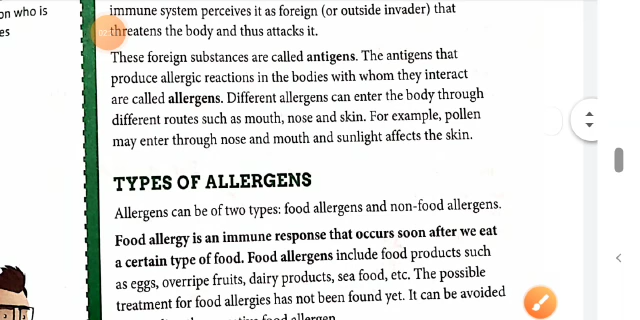 on who is
es
immune system perceives it as foreign (or outside invader) that
threatens the body and thus attacks it.
These foreign substances are called antigens. The antigens that
produce allergic reactions in the bodies with whom they interact
are called allergens. Different allergens can enter the body through
different routes such as mouth, nose and skin. For example, pollen
may enter through nose and mouth and sunlight affects the skin.
TYPES OF ALLERGENS
Allergens can be of two types: food allergens and non-food allergens.
Food allergy is an immune response that occurs soon after we eat
a certain type of food. Food allergens include food products such
as eggs, overripe fruits, dairy products, sea food, etc. The possible
treatment for food allergies has not been found yet. It can be avoided
food allergen